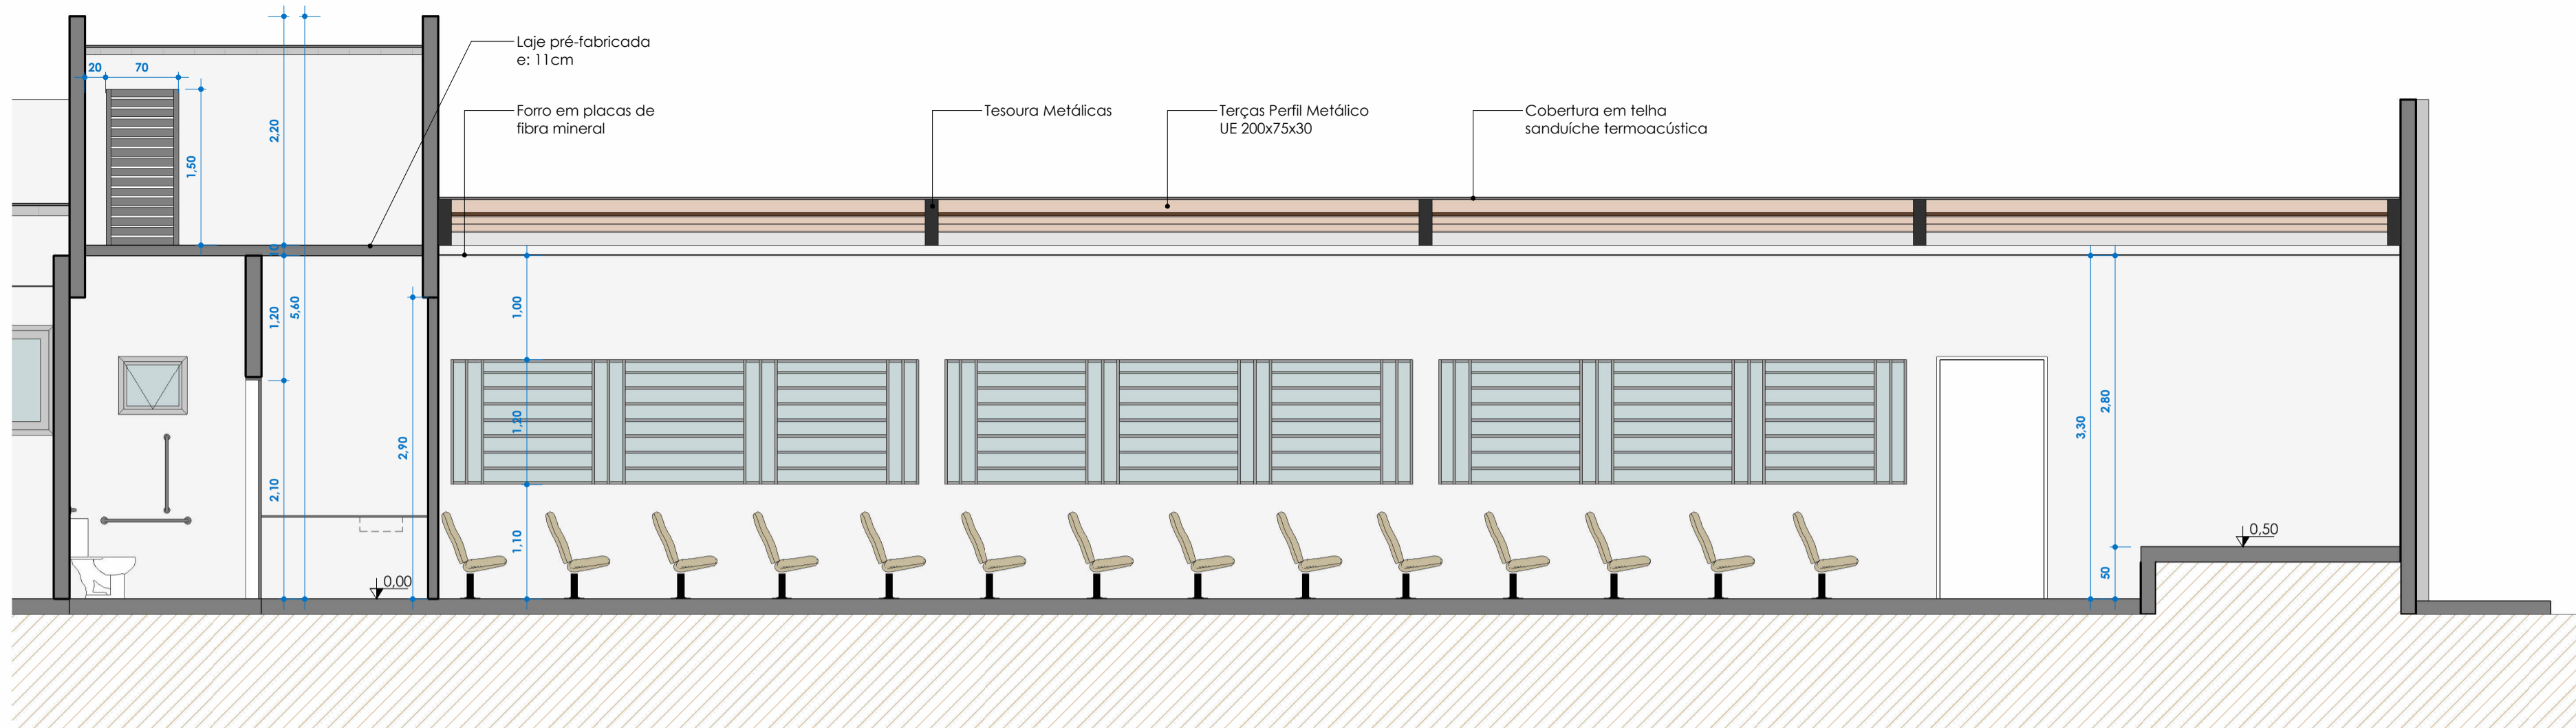 Laje pré-fabricada
e: 11cm
Forro em placas de
fibra mineral
Tesoura Metálicas
Terças Perfil Metálico
UE 200x75x30
Cobertura em telha
sanduíche termoacústica
20
70
1,50
2,20
10
1,20
5,60
2,10
2,90
1,00
1,20
1,10
3,30
2,80
50
0,00
0,50